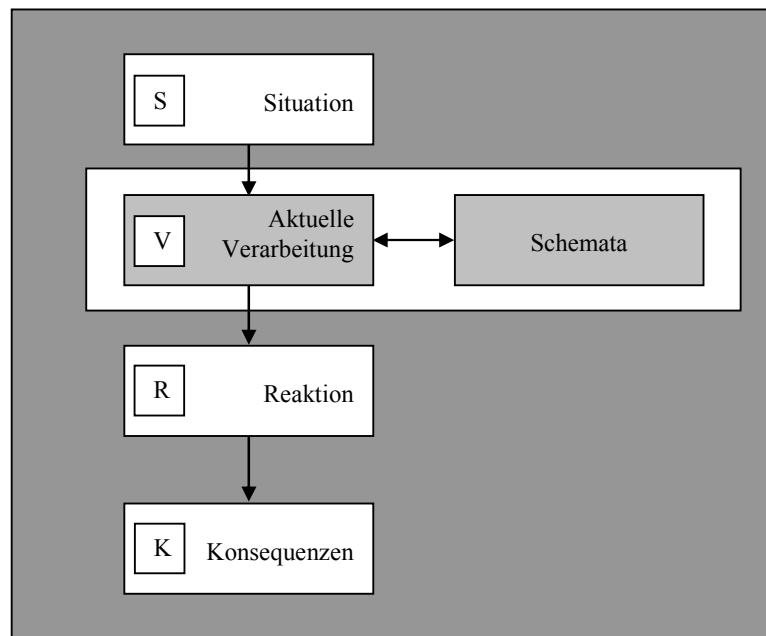 S Situation
V Aktuelle
Verarbeitung
Schemata
R Reaktion
K Konsequenzen